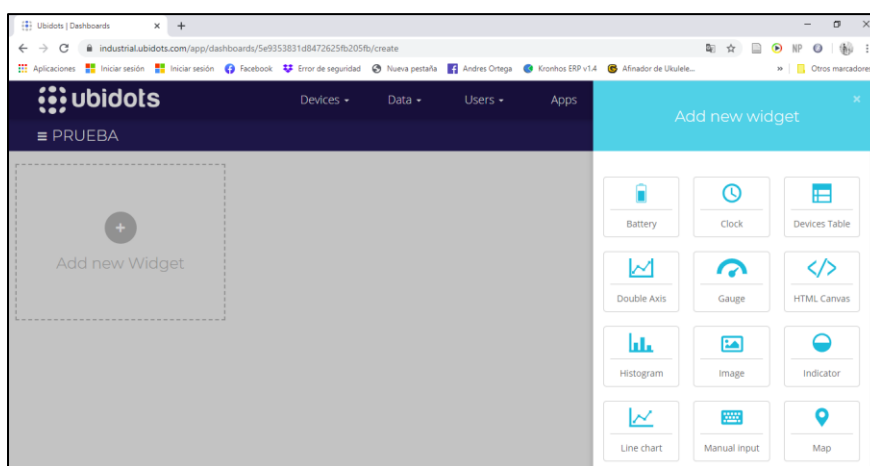 Ubidots | Dashboards
industrial.ubidots.com/app/dashboards/5e9353831d8472625fb205fb/create
Aplicaciones Iniciar sesión Iniciar sesión Facebook Error de seguridad Nueva pestaña Andres Ortega Kronhos ERP v1.4 Afinador de Ukulele... » Otros marcadores
NP
ubidots Devices Data Users Apps
PRUEBA
Add new Widget
Add new widget
Battery Clock Devices Table
Double Axis Gauge HTML Canvas
Histogram Image Indicator
Line chart Manual input Map